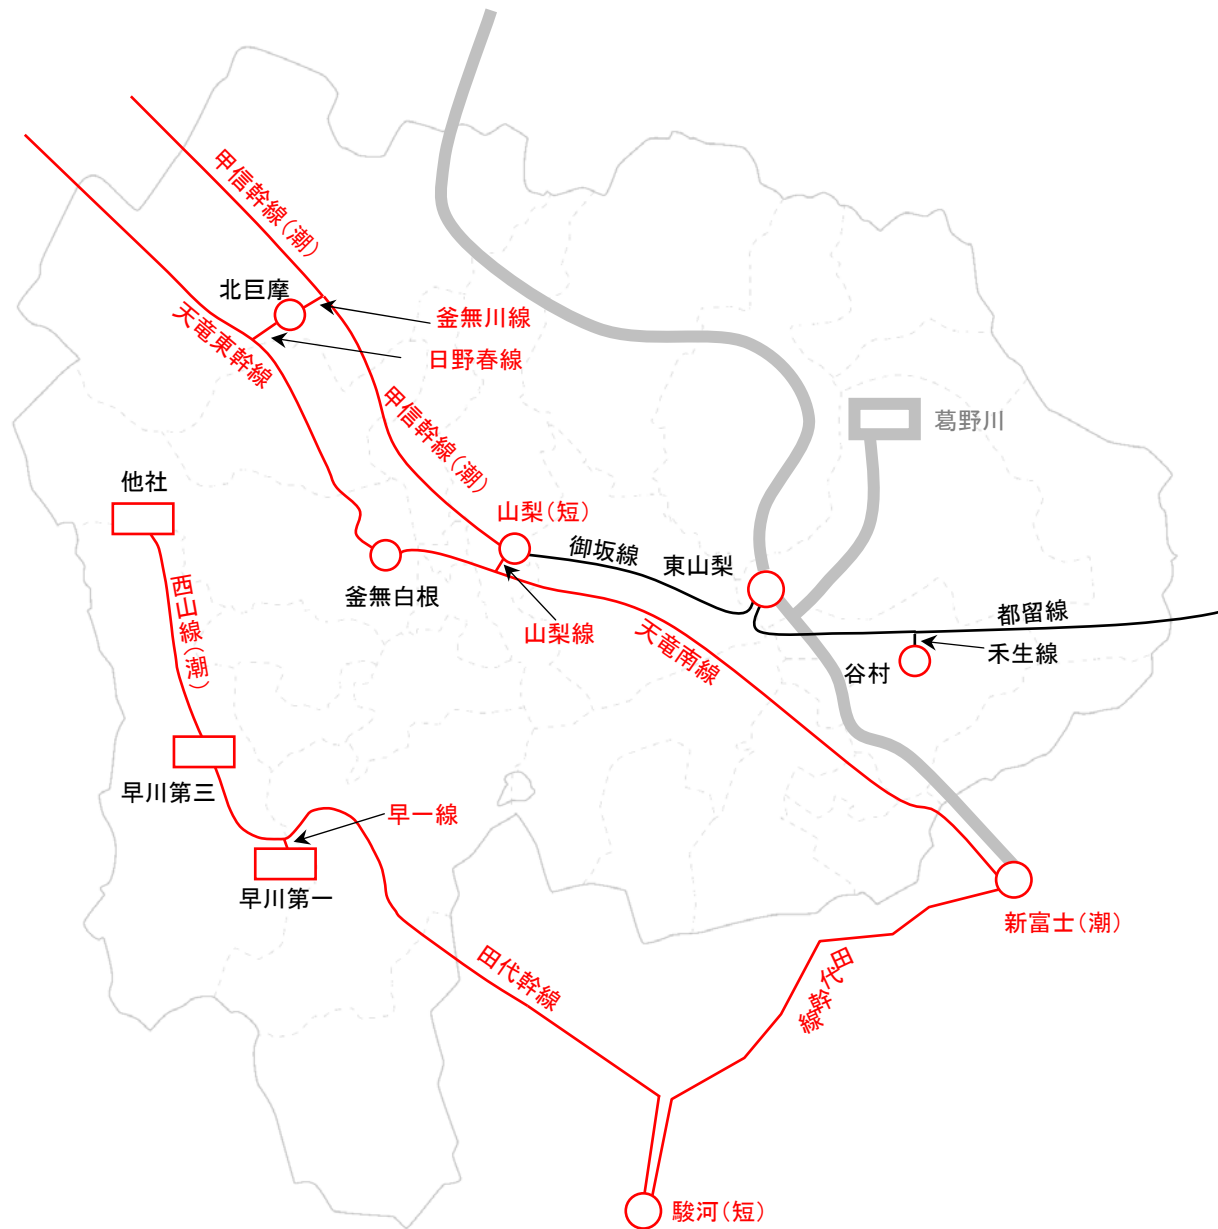 甲信幹線(潮)
北巨摩
釜無川線
天竜東幹線
日野春線
甲信幹線(潮)
葛野川
他社
山梨(短)
御坂線
東山梨
西山線(潮)
釜無白根
山梨線
天竜南線
都留線
禾生線
谷村
早川第三
早一線
早川第一
新富士(潮)
田代幹線
田代幹線
駿河(短)